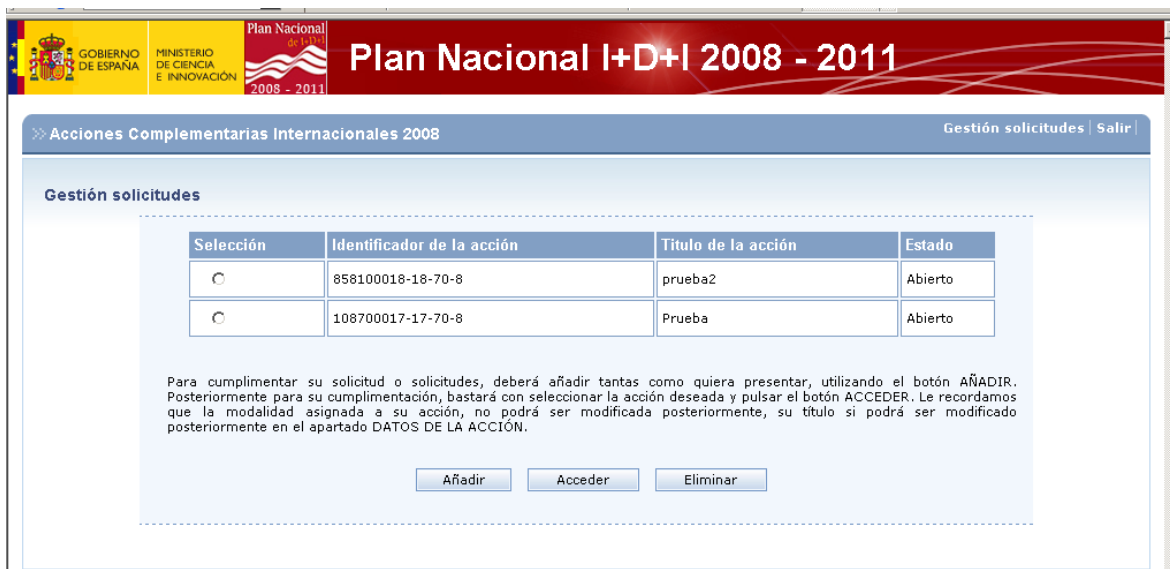 GOBIERNO
DE ESPAÑA
MINISTERIO
DE CIENCIA
E INNOVACIÓN
Plan Nacional
de I+D+I
2008 - 2011
Plan Nacional I+D+I 2008 - 2011
Acciones Complementarias Internacionales 2008
Gestión solicitudes | Salir |
Gestión solicitudes
Selección Identificador de la acción Titulo de la acción Estado
858100018-18-70-8 prueba2 Abierto
108700017-17-70-8 Prueba Abierto
Para cumplimentar su solicitud o solicitudes, deberá añadir tantas como quiera presentar, utilizando el botón AÑADIR.
Posteriormente para su cumplimentación, bastará con seleccionar la acción deseada y pulsar el botón ACCEDER. Le recordamos
que la modalidad asignada a su acción, no podrá ser modificada posteriormente, su título si podrá ser modificado
posteriormente en el apartado DATOS DE LA ACCIÓN.
Añadir Acceder Eliminar